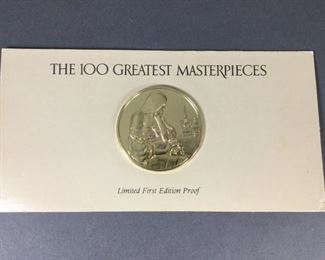 THE 100 GREATEST MASTERPIECES
Limited First Edition Proof